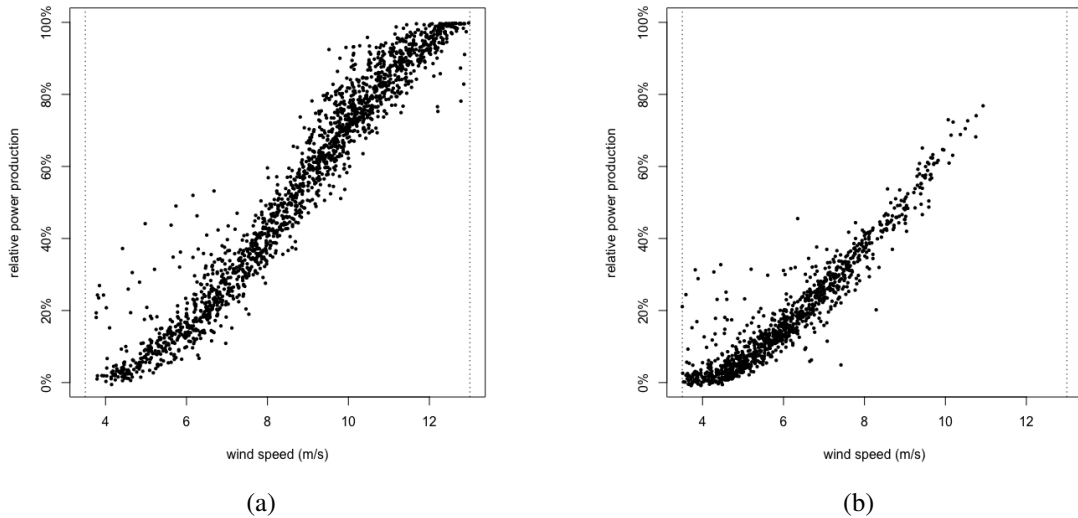 100%
80%
60%
40%
20%
0%
relative power production
4 6 8 10 12
wind speed (m/s)
(a)
100%
80%
60%
40%
20%
0%
relative power production
4 6 8 10 12
wind speed (m/s)
(b)